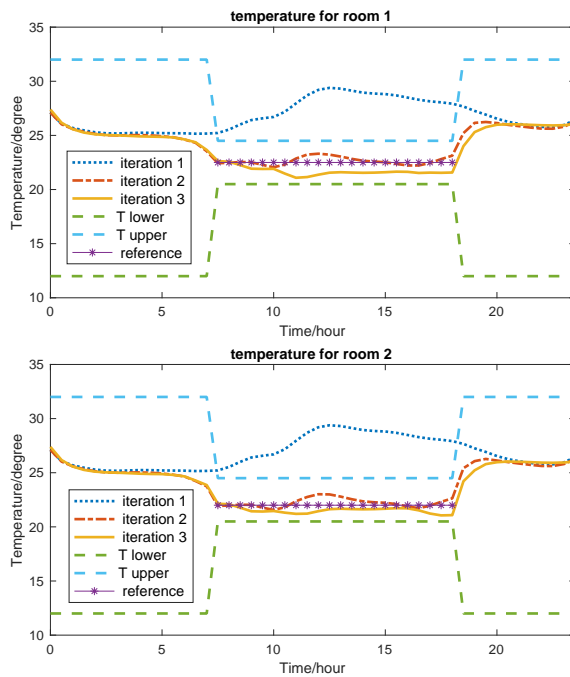 temperature for room 1
35
30
25
20
15
10
Temperature/degree
iteration 1
iteration 2
iteration 3
T lower
T upper
reference
0
5
10
15
20
Time/hour
temperature for room 2
35
30
25
20
15
10
Temperature/degree
iteration 1
iteration 2
iteration 3
T lower
T upper
reference
0
5
10
15
20
Time/hour